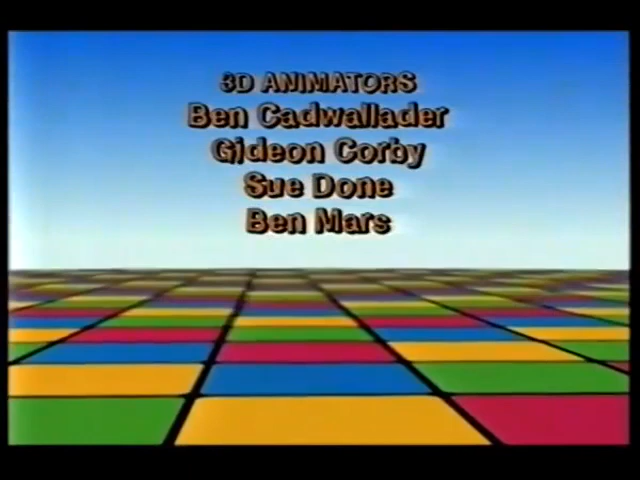 3D ANIMATORS
Ben Cadwallader
Gideon Corby
Sue Done
Ben Mars